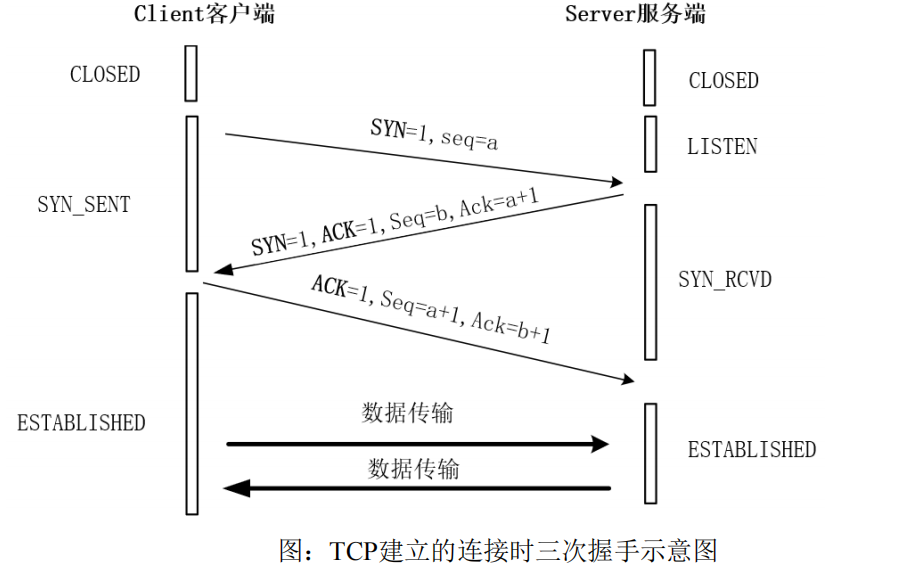 Client客户端
Server服务端
CLOSED
CLOSED
SYN=1,seq=a
LISTEN
SYN_SENT
SYN=1,ACK=1,Seq=b,Ack=a+1
SYN_RCVD
ACK=1,Seq=a+1,Ack=b+1
ESTABLISHED
数据传输
ESTABLISHED
数据传输
图：TCP建立的连接时三次握手示意图